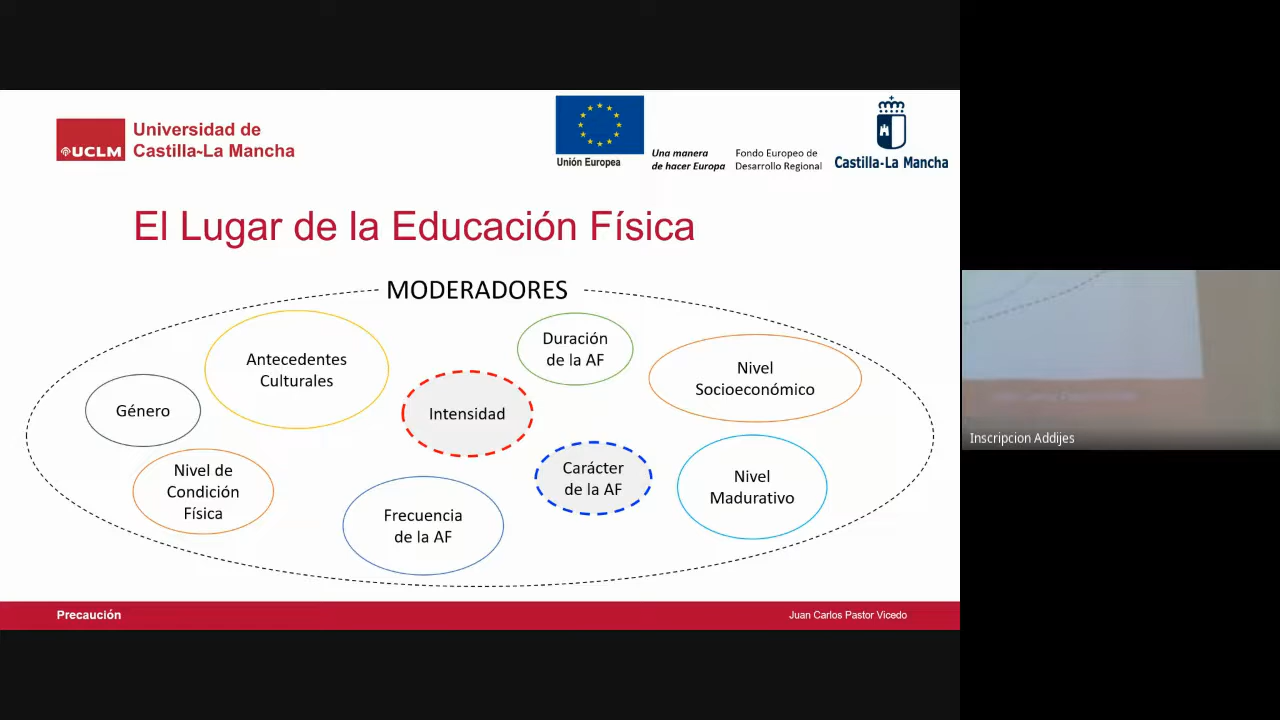 UCLM
Universidad de
Castilla-La Mancha
Unión Europea
Una manera
de hacer Europa
Fondo Europeo de
Desarrollo Regional
Castilla-La Mancha
El Lugar de la Educación Física
MODERADORES
Antecedentes
Culturales
Duración
de la AF
Nivel
Socioeconómico
Género
Intensidad
Nivel de
Condición
Física
Carácter
de la AF
Nivel
Madurativo
Frecuencia
de la AF
Precaución
Juan Carlos Pastor Vicedo
Inscripcion Addijes